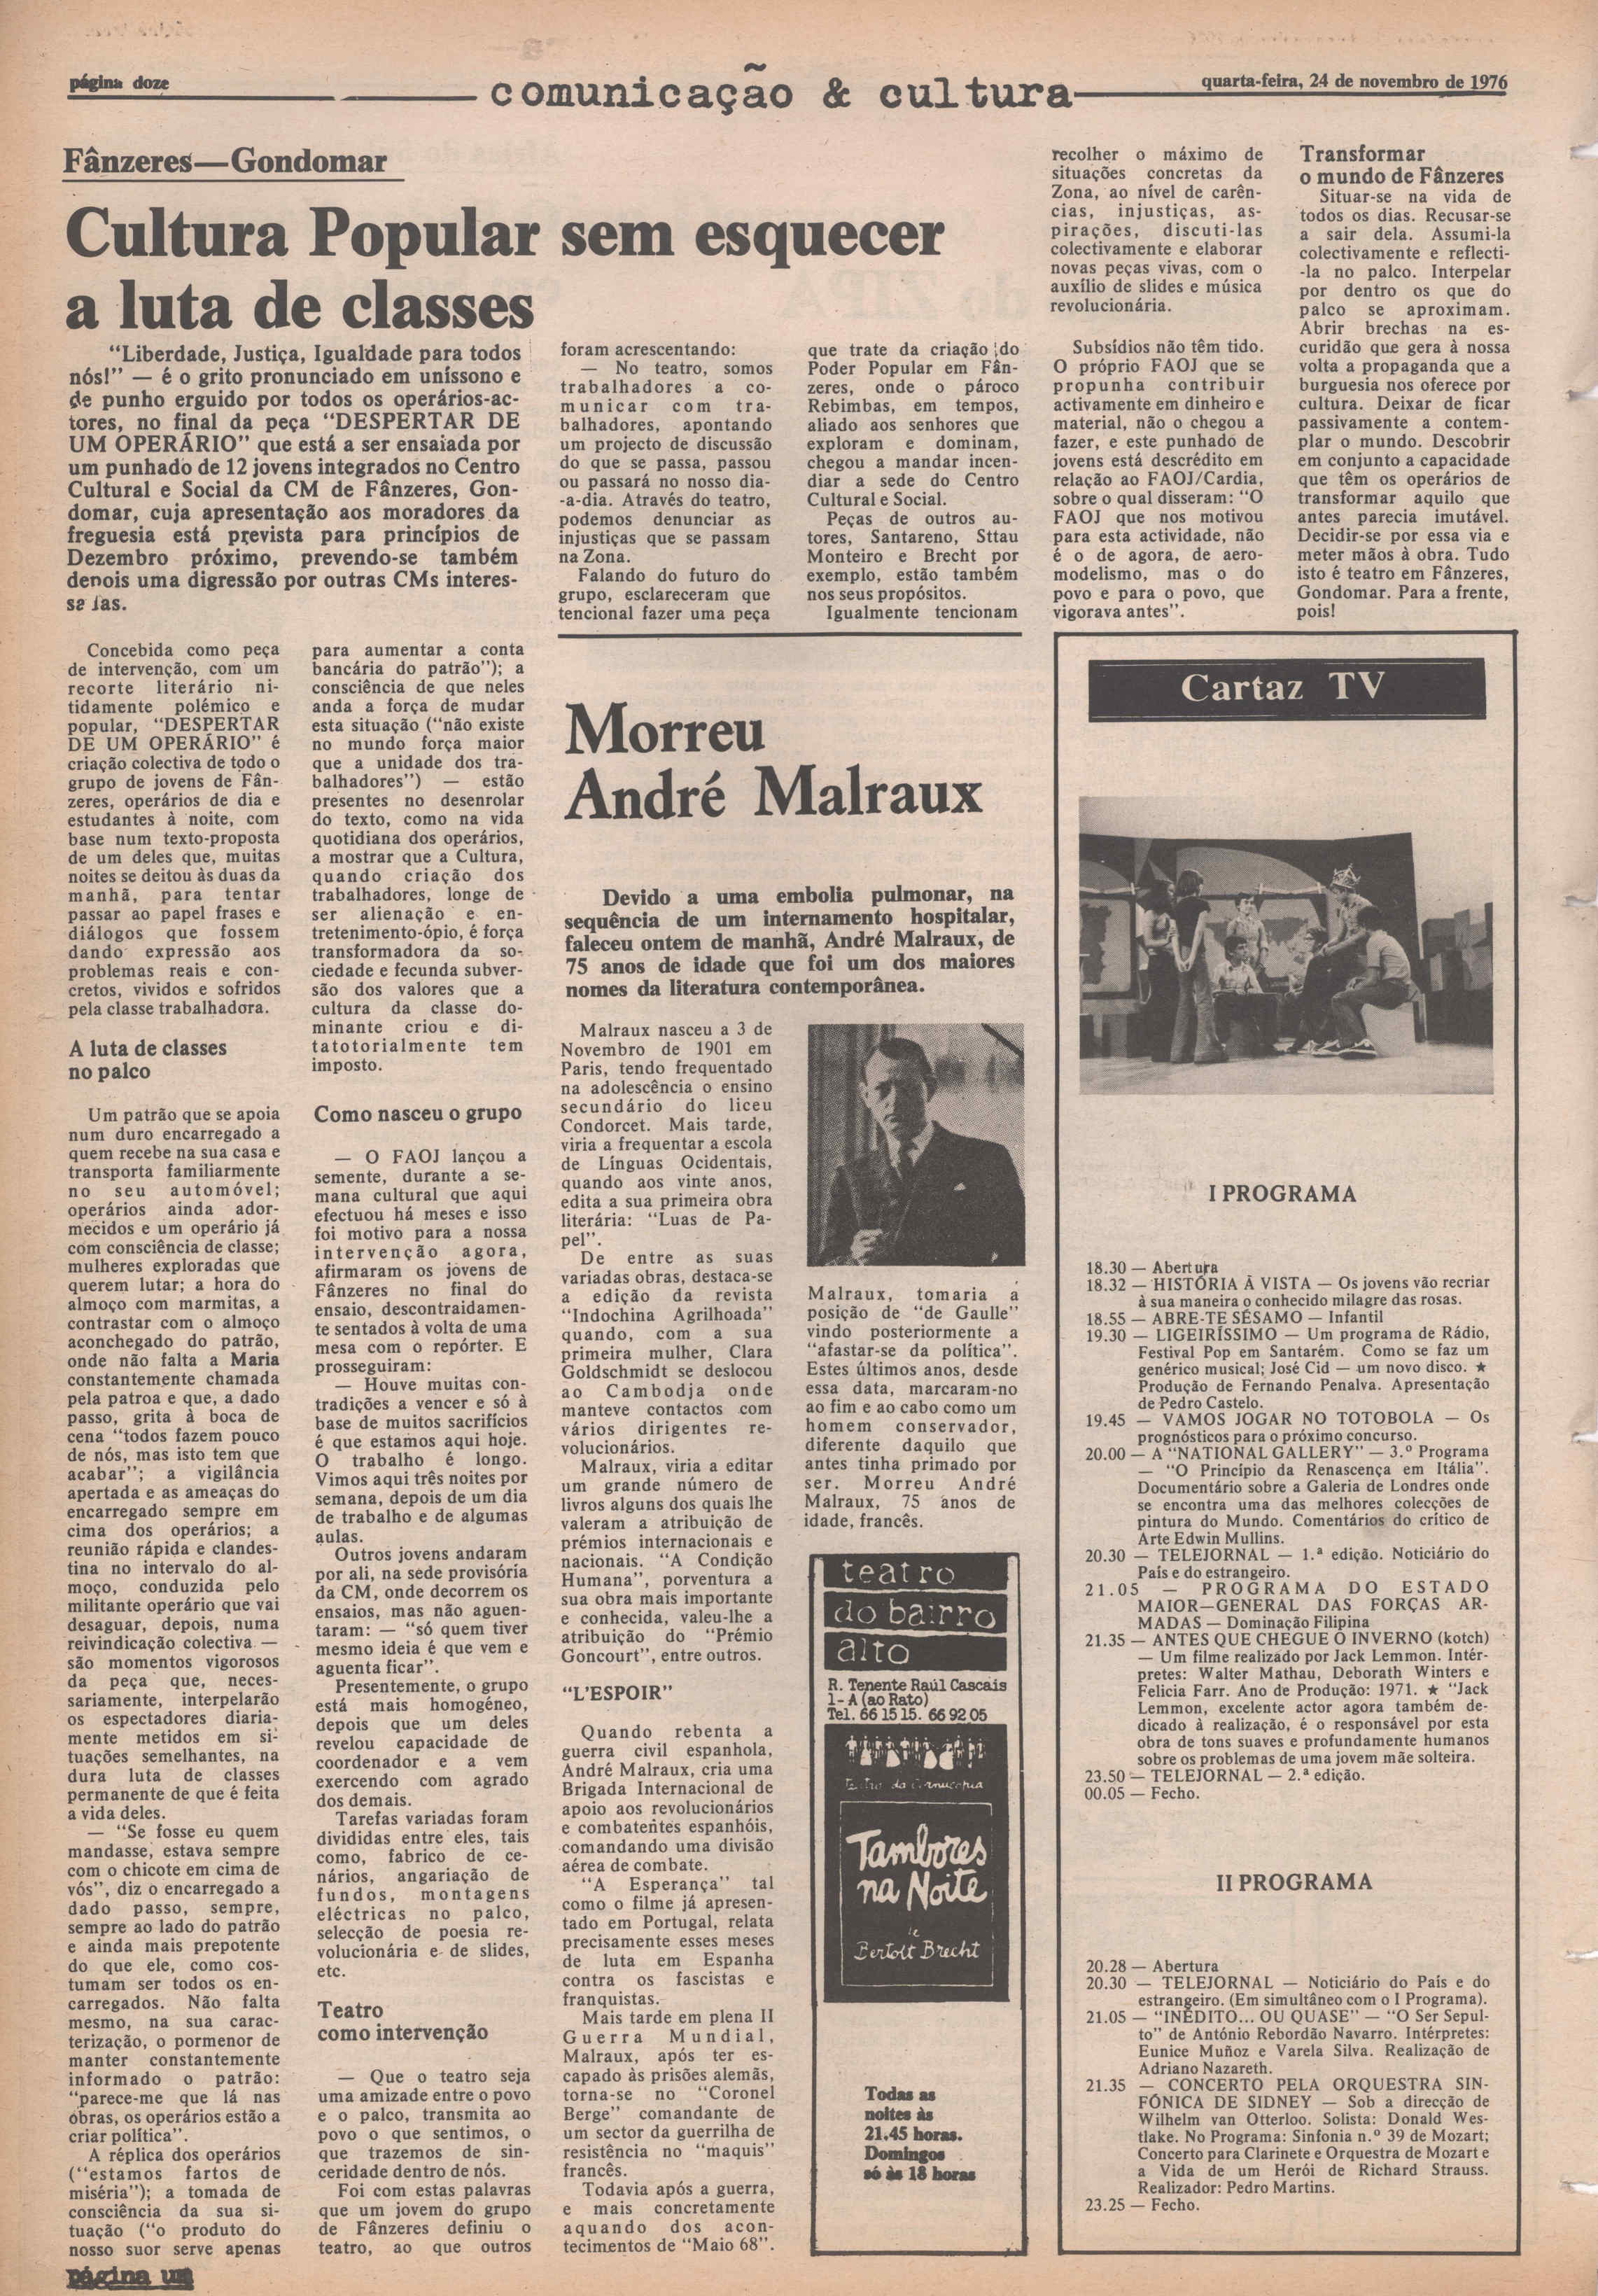 página doze
comunicação & cultura
quarta-feira, 24 de novembro de 1976
Fânzeres—Gondomar
Cultura Popular sem esquecer
a luta de classes
"Liberdade, Justiça, Igualdade para todos
nós!" — é o grito pronunciado em uníssono e
de punho erguido por todos os operários-ac-
tores, no final da peça "DESPERTAR DE
UM OPERÁRIO" que está a ser ensaiada por
um punhado de 12 jovens integrados no Centro
Cultural e Social da CM de Fânzeres, Gon-
domar, cuja apresentação aos moradores da
freguesia está prevista para princípios de
Dezembro próximo, prevendo-se também
depois uma digressão por outras CMs interes-
sadas.
Concebida como peça
de intervenção, com um
recorte literário ni-
tidamente polémico e
popular, "DESPERTAR
DE UM OPERÁRIO" é
criação colectiva de todo o
grupo de jovens de Fân-
zeres, operários de dia e
estudantes à noite, com
base num texto-proposta
de um deles que, muitas
noites se deitou às duas da
manhã, para tentar
passar ao papel frases e
diálogos que fossem
dando expressão aos
problemas reais e con-
cretos, vividos e sofridos
pela classe trabalhadora.
A luta de classes
no palco
Um patrão que se apoia
num duro encarregado a
quem recebe na sua casa e
transporta familiarmente
no seu automóvel;
operários ainda ador-
mecidos e um operário já
com consciência de classe;
mulheres exploradas que
querem lutar; a hora do
almoço com marmitas, a
contrastar com o almoço
aconchegado do patrão,
onde não falta a Maria
constantemente chamada
pela patroa e que, a dado
passo, grita à boca de
cena "todos fazem pouco
de nós, mas isto tem que
acabar"; a vigilância
apertada e as ameaças do
encarregado sempre em
cima dos operários; a
reunião rápida e clandes-
tina no intervalo do al-
moço, conduzida pelo
militante operário que vai
desaguar, depois, numa
reivindicação colectiva —
são momentos vigorosos
da peça que, neces-
sariamente, interpelarão
os espectadores diaria-
mente metidos em si-
tuações semelhantes, na
dura luta de classes
permanente de que é feita
a vida deles.
— "Se fosse eu quem
mandasse, estava sempre
com o chicote em cima de
vós", diz o encarregado a
dado passo, sempre,
sempre ao lado do patrão
e ainda mais prepotente
do que ele, como cos-
tumam ser todos os en-
carregados. Não falta
mesmo, na sua carac-
terização, o pormenor de
manter constantemente
informado o patrão:
"parece-me que lá nas
obras, os operários estão a
criar política".
A réplica dos operários
("estamos fartos de
miséria"); a tomada de
consciência da sua si-
tuação ("o produto do
nosso suor serve apenas
para aumentar a conta
bancária do patrão"); a
consciência de que neles
anda a força de mudar
esta situação ("não existe
no mundo força maior
que a unidade dos tra-
balhadores") — estão
presentes no desenrolar
do texto, como na vida
quotidiana dos operários,
a mostrar que a Cultura,
quando criação dos
trabalhadores, longe de
ser alienação e en-
tretenimento-ópio, é força
transformadora da so-
ciedade e fecunda subver-
são dos valores que a
cultura da classe do-
minante criou e di-
tatotorialmente tem
imposto.
Como nasceu o grupo
— O FAOJ lançou a
semente, durante a se-
mana cultural que aqui
efectuou há meses e isso
foi motivo para a nossa
intervenção agora,
afirmaram os jovens de
Fânzeres no final do
ensaio, descontraidamen-
te sentados à volta de uma
mesa com o repórter. E
prosseguiram:
— Houve muitas con-
tradições a vencer e só à
base de muitos sacrifícios
é que estamos aqui hoje.
O trabalho é longo.
Vimos aqui três noites por
semana, depois de um dia
de trabalho e de algumas
aulas.
Outros jovens andaram
por ali, na sede provisória
da CM, onde decorrem os
ensaios, mas não aguen-
taram: — "só quem tiver
mesmo ideia é que vem e
aguenta ficar".
Presentemente, o grupo
está mais homogéneo,
depois que um deles
revelou capacidade de
coordenador e a vem
exercendo com agrado
dos demais.
Tarefas variadas foram
divididas entre eles, tais
como, fabrico de ce-
nários, angariação de
fundos, montagens
eléctricas no palco,
selecção de poesia re-
volucionária e de slides,
etc.
Teatro
como intervenção
— Que o teatro seja
uma amizade entre o povo
e o palco, transmita ao
povo o que sentimos, o
que trazemos de sin-
ceridade dentro de nós.
Foi com estas palavras
que um jovem do grupo
de Fânzeres definiu o
teatro, ao que outros
foram acrescentando:
— No teatro, somos
trabalhadores a co-
municar com tra-
balhadores, apontando
um projecto de discussão
do que se passa, passou
ou passará no nosso dia-
-a-dia. Através do teatro,
podemos denunciar as
injustiças que se passam
na Zona.
Falando do futuro do
grupo, esclareceram que
tencional fazer uma peça
que trate da criação do
Poder Popular em Fân-
zeres, onde o pároco
Rebimbas, em tempos,
aliado aos senhores que
exploram e dominam,
chegou a mandar incen-
diar a sede do Centro
Cultural e Social.
Peças de outros au-
tores, Santareno, Sttau
Monteiro e Brecht por
exemplo, estão também
nos seus propósitos.
Igualmente tencionam
recolher o máximo de
situações concretas da
Zona, ao nível de carên-
cias, injustiças, as-
pirações, discuti-las
colectivamente e elaborar
novas peças vivas, com o
auxílio de slides e música
revolucionária.
Subsídios não têm tido.
O próprio FAOJ que se
propunha contribuir
activamente em dinheiro e
material, não o chegou a
fazer, e este punhado de
jovens está descrédito em
relação ao FAOJ/Cardia,
sobre o qual disseram: "O
FAOJ que nos motivou
para esta actividade, não
é o de agora, de aero-
modelismo, mas o do
povo e para o povo, que
vigorava antes".
Transformar
o mundo de Fânzeres
Situar-se na vida de
todos os dias. Recusar-se
a sair dela. Assumi-la
colectivamente e reflecti-
-la no palco. Interpelar
por dentro os que do
palco se aproximam.
Abrir brechas na es-
curidão que gera à nossa
volta a propaganda que a
burguesia nos oferece por
cultura. Deixar de ficar
passivamente a contem-
plar o mundo. Descobrir
em conjunto a capacidade
que têm os operários de
transformar aquilo que
antes parecia imutável.
Decidir-se por essa via e
meter mãos à obra. Tudo
isto é teatro em Fânzeres,
Gondomar. Para a frente,
pois!
Morreu
André Malraux
Devido a uma embolia pulmonar, na
sequência de um internamento hospitalar,
faleceu ontem de manhã, André Malraux, de
75 anos de idade que foi um dos maiores
nomes da literatura contemporânea.
Malraux nasceu a 3 de
Novembro de 1901 em
Paris, tendo frequentado
na adolescência o ensino
secundário do liceu
Condorcet. Mais tarde,
viria a frequentar a escola
de Línguas Ocidentais,
quando aos vinte anos,
edita a sua primeira obra
literária: "Luas de Pa-
pel".
De entre as suas
variadas obras, destaca-se
a edição da revista
"Indochina Agrilhoada"
quando, com a sua
primeira mulher, Clara
Goldschmidt se deslocou
ao Cambodja onde
manteve contactos com
vários dirigentes re-
volucionários.
Malraux, viria a editar
um grande número de
livros alguns dos quais lhe
valeram a atribuição de
prémios internacionais e
nacionais. "A Condição
Humana", porventura a
sua obra mais importante
e conhecida, valeu-lhe a
atribuição do "Prémio
Goncourt", entre outros.
"L'ESPOIR"
Quando rebenta a
guerra civil espanhola,
André Malraux, cria uma
Brigada Internacional de
apoio aos revolucionários
e combatentes espanhóis,
comandando uma divisão
aérea de combate.
"A Esperança" tal
como o filme já apresen-
tado em Portugal, relata
precisamente esses meses
de luta em Espanha
contra os fascistas e
franquistas.
Mais tarde em plena II
Guerra Mundial,
Malraux, após ter es-
capado às prisões alemãs,
torna-se no "Coronel
Berge" comandante de
um sector da guerrilha de
resistência no "maquis"
francês.
Todavia após a guerra,
e mais concretamente
aquando dos acon-
tecimentos de "Maio 68".
Malraux, tomaria a
posição de "de Gaulle"
vindo posteriormente a
"afastar-se da política".
Estes últimos anos, desde
essa data, marcaram-no
ao fim e ao cabo como um
homem conservador,
diferente daquilo que
antes tinha primado por
ser. Morreu André
Malraux, 75 anos de
idade, francês.
teatro
do bairro
alto
R. Tenente Raúl Cascais
1-A (ao Rato)
Tel. 66 15 15. 66 92 05
Teatro da Cornucópia
Tambores
na Noite
de
Bertolt Brecht
Todas as
noites às
21.45 horas.
Domingos
só às 18 horas
Cartaz TV
I PROGRAMA
18.30 — Abertura
18.32 — HISTÓRIA À VISTA — Os jovens vão recriar
à sua maneira o conhecido milagre das rosas.
18.55 — ABRE-TE SÉSAMO — Infantil
19.30 — LIGEIRÍSSIMO — Um programa de Rádio,
Festival Pop em Santarém. Como se faz um
genérico musical; José Cid — um novo disco. ★
Produção de Fernando Penalva. Apresentação
de Pedro Castelo.
19.45 — VAMOS JOGAR NO TOTOBOLA — Os
prognósticos para o próximo concurso.
20.00 — A "NATIONAL GALLERY" — 3.º Programa
— "O Princípio da Renascença em Itália".
Documentário sobre a Galeria de Londres onde
se encontra uma das melhores colecções de
pintura do Mundo. Comentários do crítico de
Arte Edwin Mullins.
20.30 — TELEJORNAL — 1.ª edição. Noticiário do
País e do estrangeiro.
21.05 — PROGRAMA DO ESTADO
MAIOR—GENERAL DAS FORÇAS AR-
MADAS — Dominação Filipina
21.35 — ANTES QUE CHEGUE O INVERNO (kotch)
— Um filme realizado por Jack Lemmon. Intér-
pretes: Walter Mathau, Deborath Winters e
Felicia Farr. Ano de Produção: 1971. ★ "Jack
Lemmon, excelente actor agora também de-
dicado à realização, é o responsável por esta
obra de tons suaves e profundamente humanos
sobre os problemas de uma jovem mãe solteira.
23.50 — TELEJORNAL — 2.ª edição.
00.05 — Fecho.
II PROGRAMA
20.28 — Abertura
20.30 — TELEJORNAL — Noticiário do País e do
estrangeiro. (Em simultâneo com o I Programa).
21.05 — "INÉDITO... OU QUASE" — "O Ser Sepul-
to" de António Rebordão Navarro. Intérpretes:
Eunice Muñoz e Varela Silva. Realização de
Adriano Nazareth.
21.35 — CONCERTO PELA ORQUESTRA SIN-
FÓNICA DE SIDNEY — Sob a direcção de
Wilhelm van Otterloo. Solista: Donald Wes-
tlake. No Programa: Sinfonia n.º 39 de Mozart;
Concerto para Clarinete e Orquestra de Mozart e
a Vida de um Herói de Richard Strauss.
Realizador: Pedro Martins.
23.25 — Fecho.
página um